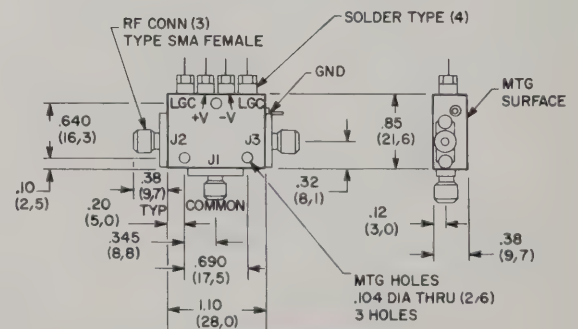 RF CONN (3)
TYPE SMA FEMALE
SOLDER TYPE (4)
GND
MTG
SURFACE
LGC
+V
-V
LGC
J2
J3
J1
COMMON
.640
(16,3)
.10
(2,5)
.38
(9,7)
TYP
.20
(5,0)
.345
(8,8)
.690
(17,5)
1.10
(28,0)
.85
(21,6)
.32
(8,1)
.12
(3,0)
.38
(9,7)
MTG HOLES
.104 DIA THRU (2,6)
3 HOLES